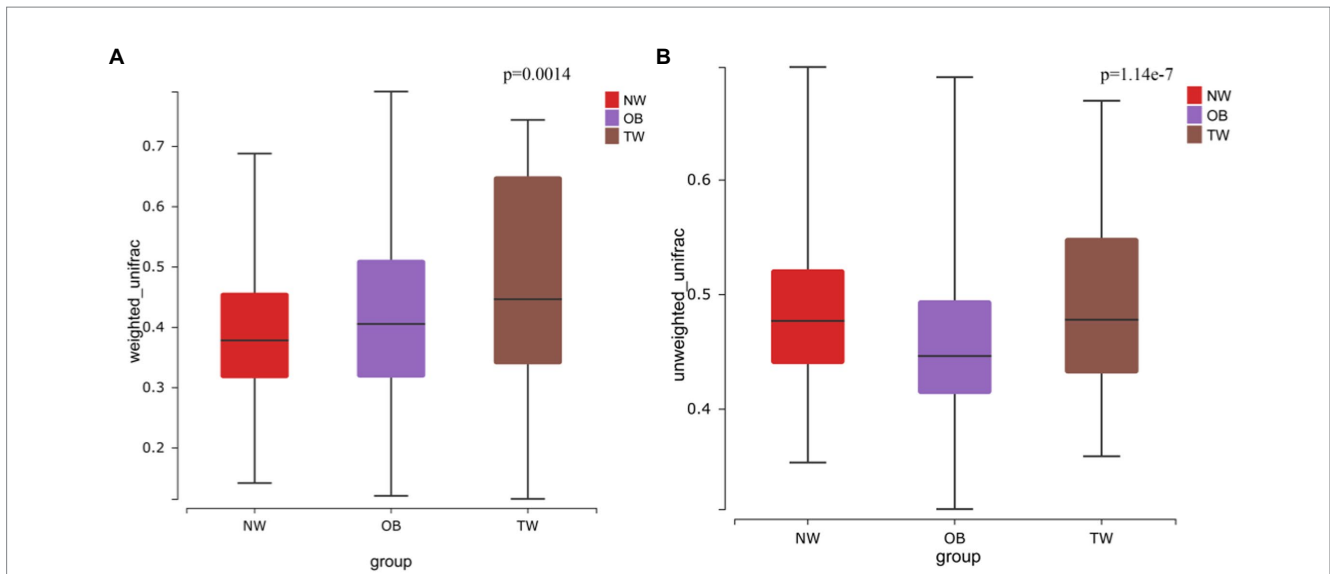 A
p=0.0014
NW
OB
TW
0.7
0.6
0.5
0.4
0.3
0.2
weighted_unifrac
NW OB TW
group
B
p=1.14e-7
NW
OB
TW
0.6
0.5
0.4
unweighted_unifrac
NW OB TW
group